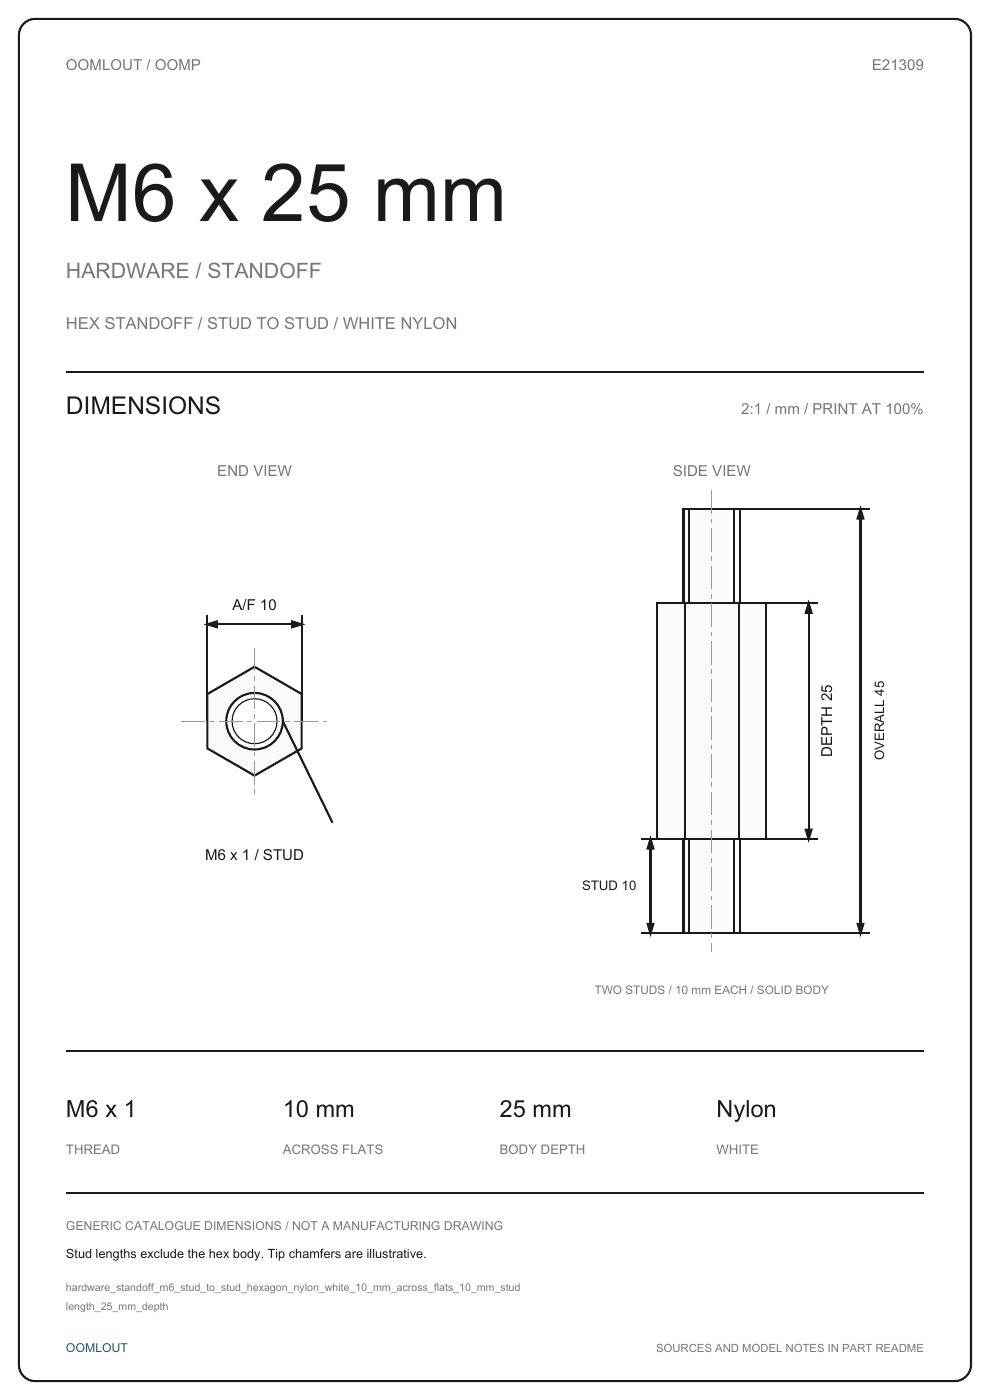 OOMLOUT / OOMP
E21309
M6 x 25 mm
HARDWARE / STANDOFF
HEX STANDOFF / STUD TO STUD / WHITE NYLON
DIMENSIONS
2:1 / mm / PRINT AT 100%
END VIEW
SIDE VIEW
A/F 10
M6 x 1 / STUD
DEPTH 25
OVERALL 45
STUD 10
TWO STUDS / 10 mm EACH / SOLID BODY
M6 x 1
THREAD
10 mm
ACROSS FLATS
25 mm
BODY DEPTH
Nylon
WHITE
GENERIC CATALOGUE DIMENSIONS / NOT A MANUFACTURING DRAWING
Stud lengths exclude the hex body. Tip chamfers are illustrative.
hardware_standoff_m6_stud_to_stud_hexagon_nylon_white_10_mm_across_flats_10_mm_stud
length_25_mm_depth
OOMLOUT
SOURCES AND MODEL NOTES IN PART README